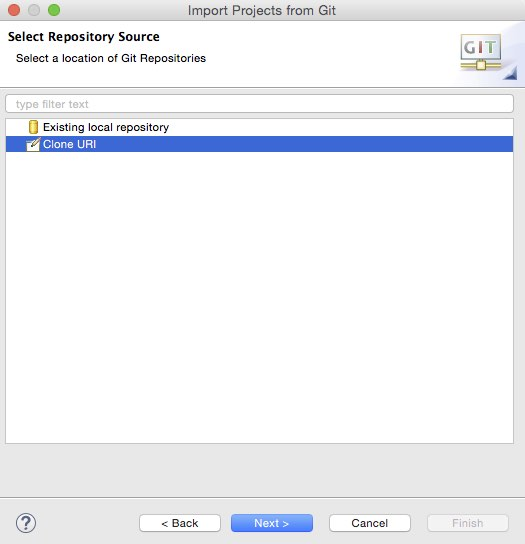 Import Projects from Git
Select Repository Source
Select a location of Git Repositories
GIT
type filter text
Existing local repository
Clone URI
?
< Back
Next >
Cancel
Finish